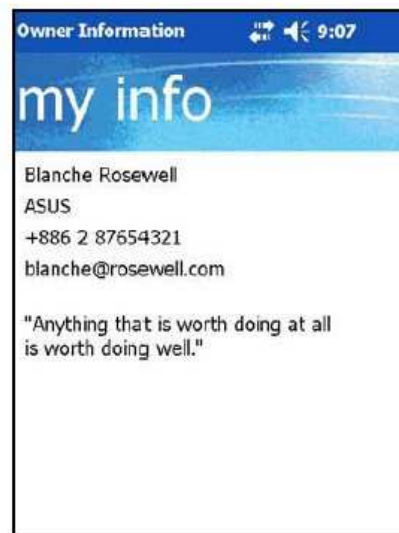 Owner Information 9:07
my info
Blanche Rosewell
ASUS
+886 2 87654321
blanche@rosewell.com
"Anything that is worth doing at all
is worth doing well."